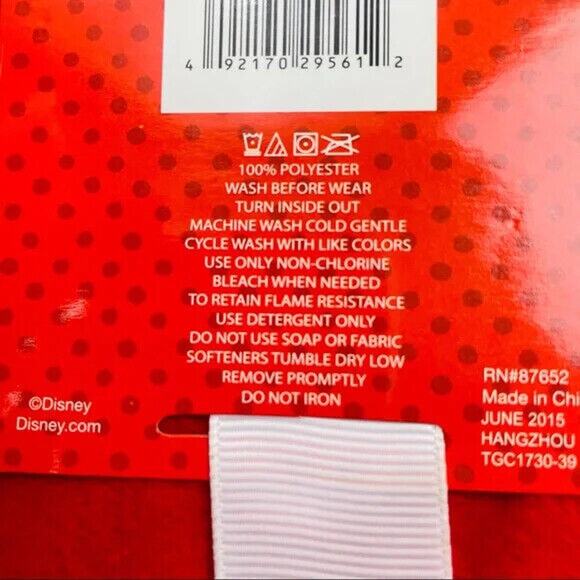 4 92170 29561 2
100% POLYESTER
WASH BEFORE WEAR
TURN INSIDE OUT
MACHINE WASH COLD GENTLE
CYCLE WASH WITH LIKE COLORS
USE ONLY NON-CHLORINE
BLEACH WHEN NEEDED
TO RETAIN FLAME RESISTANCE
USE DETERGENT ONLY
DO NOT USE SOAP OR FABRIC
SOFTENERS TUMBLE DRY LOW
REMOVE PROMPTLY
DO NOT IRON
©Disney
Disney.com
RN#87652
Made in Chi
JUNE 2015
HANGZHOU
TGC1730-39